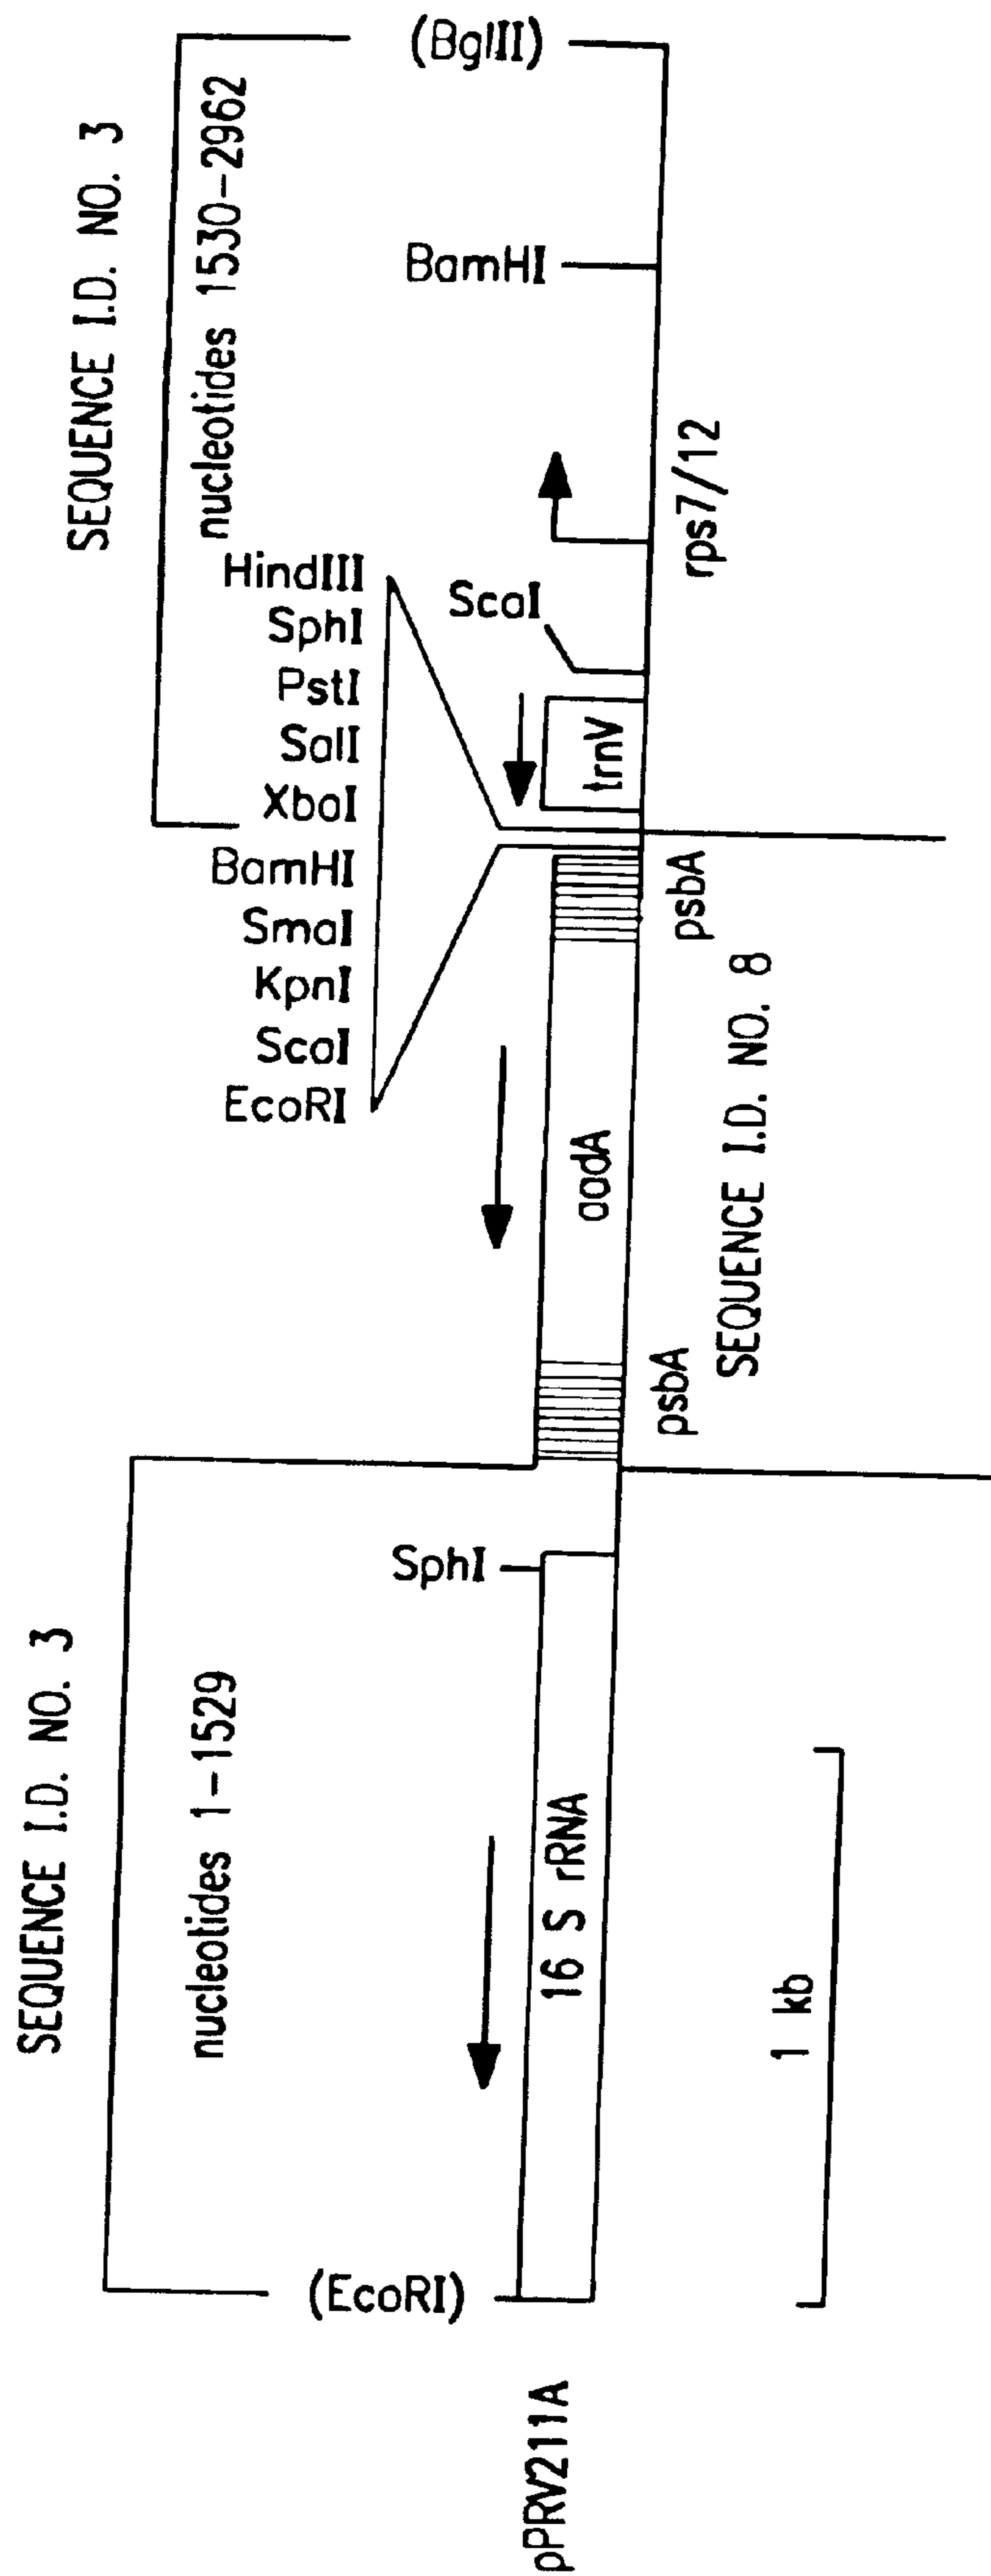 SEQUENCE I.D. NO. 3
SEQUENCE I.D. NO. 3
nucleotides 1-1529
nucleotides 1530-2962
EcoRI
ScaI
KpnI
SmaI
BamHI
XbaI
SalI
PstI
SphI
HindIII
(EcoRI)
SphI
ScaI
BamHI
(BglII)
pPRV211A
16 S rRNA
aadA
trnV
psbA
psbA
rps7/12
SEQUENCE I.D. NO. 8
1 kb